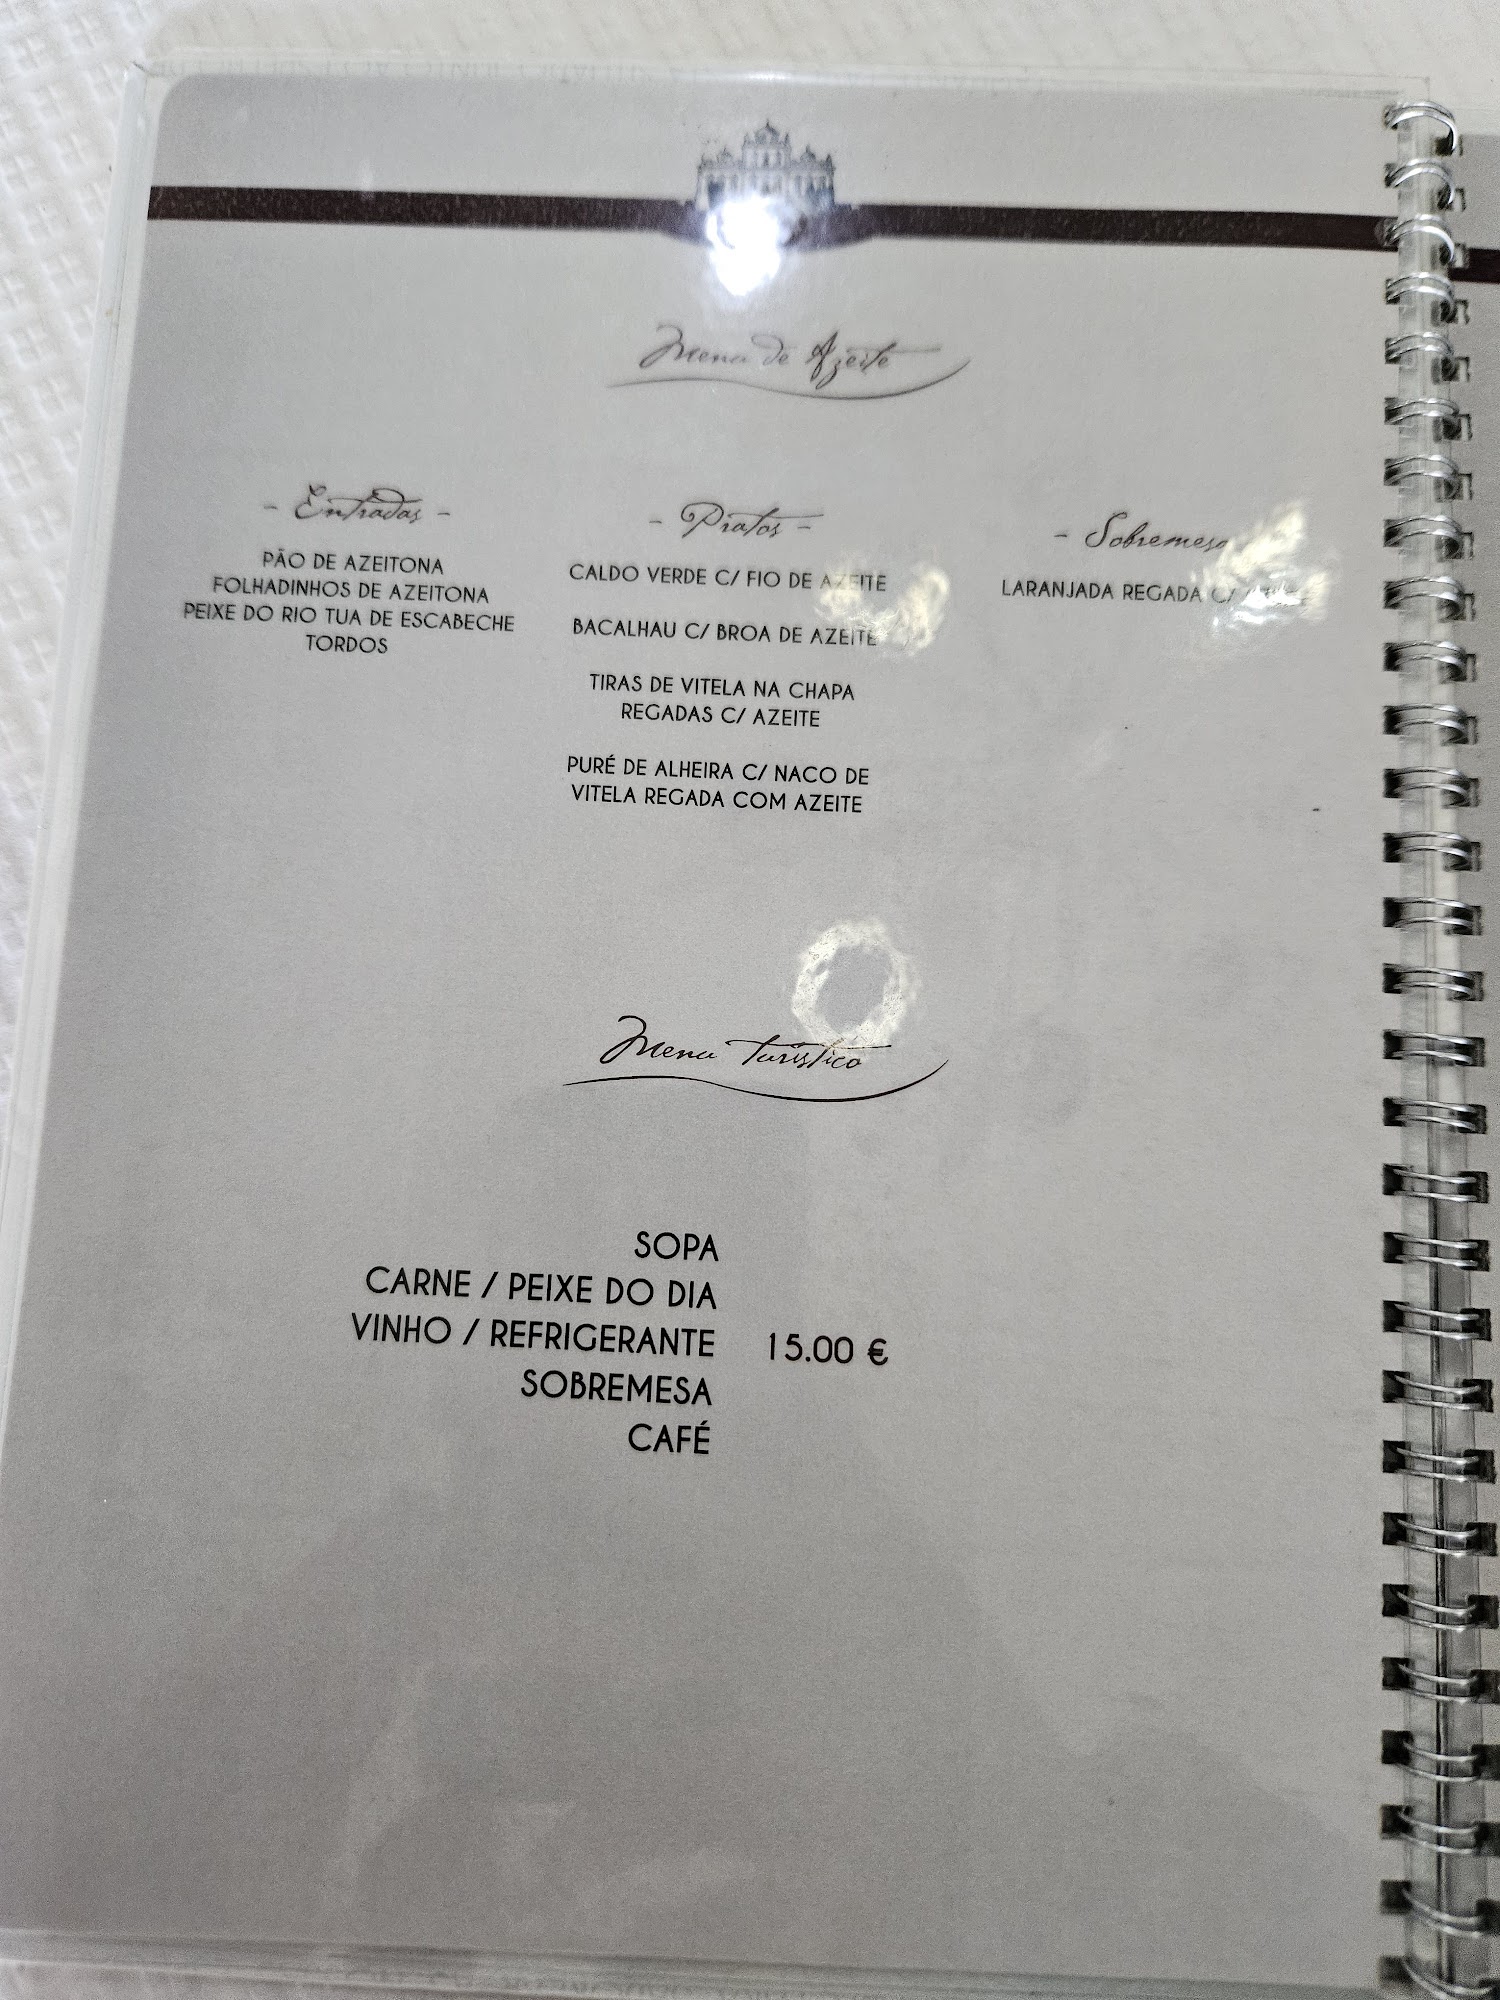 Menu de Azeite
- Entradas -
PÃO DE AZEITONA
FOLHADINHOS DE AZEITONA
PEIXE DO RIO TUA DE ESCABECHE
TORDOS
- Pratos -
CALDO VERDE C/ FIO DE AZEITE
BACALHAU C/ BROA DE AZEITE
TIRAS DE VITELA NA CHAPA
REGADAS C/ AZEITE
PURÉ DE ALHEIRA C/ NACO DE
VITELA REGADA COM AZEITE
- Sobremesa
LARANJADA REGADA C/
Menu Turístico
SOPA
CARNE / PEIXE DO DIA
VINHO / REFRIGERANTE 15.00 €
SOBREMESA
CAFÉ